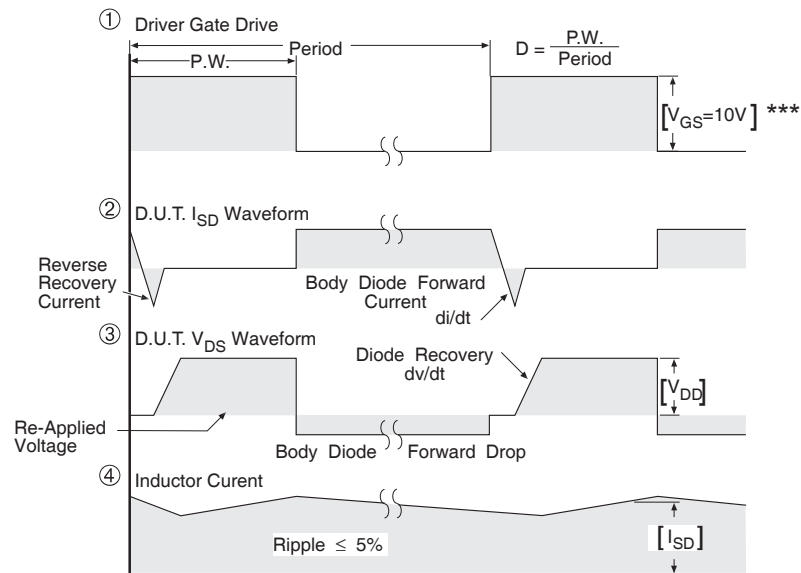 ① Driver Gate Drive
P.W.
Period
D = P.W.
Period
[VGS=10V] ***
② D.U.T. ISD Waveform
Reverse
Recovery
Current
Body Diode Forward
Current
di/dt
③ D.U.T. VDS Waveform
Diode Recovery
dv/dt
[VDD]
Re-Applied
Voltage
Body Diode Forward Drop
④ Inductor Curent
Ripple ≤ 5%
[ISD]